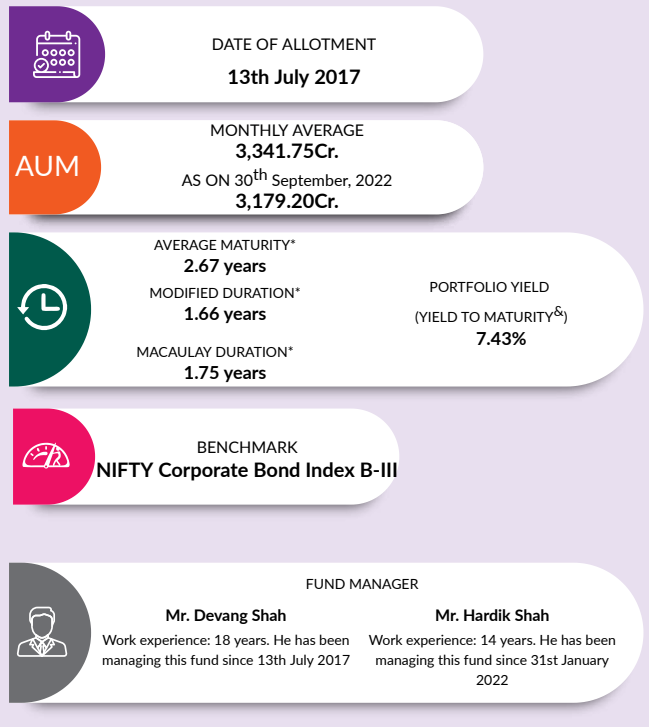 DATE OF ALLOTMENT
13th July 2017
AUM
MONTHLY AVERAGE
3,341.75Cr.
AS ON 30th September, 2022
3,179.20Cr.
AVERAGE MATURITY*
2.67 years
MODIFIED DURATION*
1.66 years
MACAULAY DURATION*
1.75 years
PORTFOLIO YIELD
(YIELD TO MATURITY&)
7.43%
BENCHMARK
NIFTY Corporate Bond Index B-III
FUND MANAGER
Mr. Devang Shah
Work experience: 18 years. He has been
managing this fund since 13th July 2017
Mr. Hardik Shah
Work experience: 14 years. He has been
managing this fund since 31st January
2022